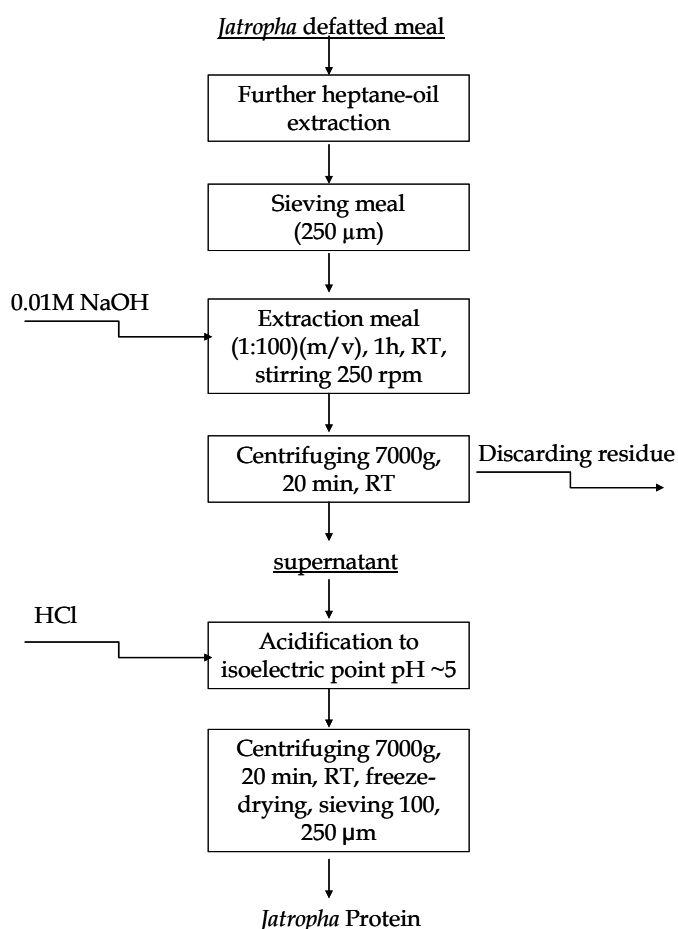 Jatropha defatted meal
Further heptane-oil
extraction
Sieving meal
(250 µm)
0.01M NaOH
Extraction meal
(1:100)(m/v), 1h, RT,
stirring 250 rpm
Centrifuging 7000g,
20 min, RT
Discarding residue
supernatant
HCl
Acidification to
isoelectric point pH ~5
Centrifuging 7000g,
20 min, RT, freeze-
drying, sieving 100,
250 µm
Jatropha Protein